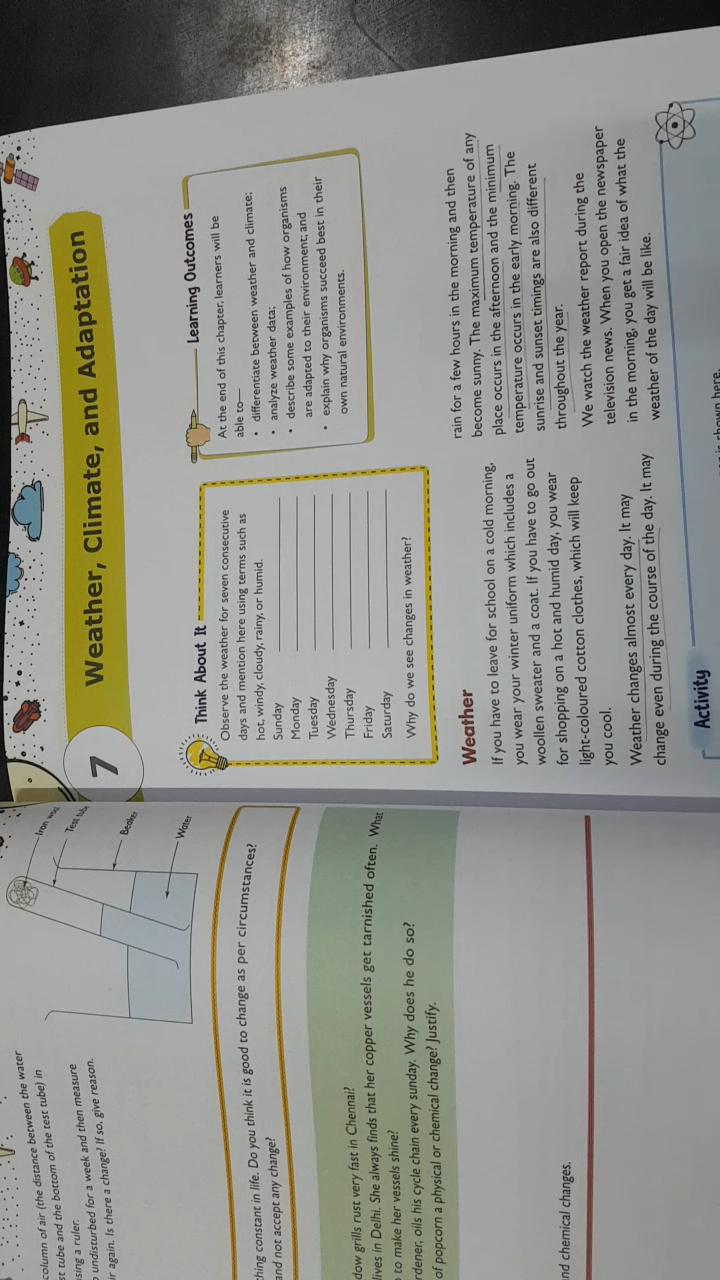 column of air (the distance between the water
st tube and the bottom of the test tube) in
sing a ruler.
undisturbed for a week and then measure
ir again. Is there a change? If so, give reason.
Iron
Test
Beaker
Water
thing constant in life. Do you think it is good to change as per circumstances?
and not accept any change?
dow grills rust very fast in Chennai?
lives in Delhi. She always finds that her copper vessels get tarnished often. What
to make her vessels shine?
rdener, oils his cycle chain every sunday. Why does he do so?
of popcorn a physical or chemical change? Justify.
nd chemical changes.
7
Weather, Climate, and Adaptation
Think About It
Observe the weather for seven consecutive
days and mention here using terms such as
hot, windy, cloudy, rainy, or humid.
Sunday
Monday
Tuesday
Wednesday
Thursday
Friday
Saturday
Why do we see changes in weather?
Learning Outcomes
At the end of this chapter, learners will be
able to—
• differentiate between weather and climate;
• analyze weather data;
• describe some examples of how organisms
are adapted to their environment; and
• explain why organisms succeed best in their
own natural environments.
Weather
If you have to leave for school on a cold morning,
you wear your winter uniform which includes a
woollen sweater and a coat. If you have to go out
for shopping on a hot and humid day, you wear
light-coloured cotton clothes, which will keep
you cool.
Weather changes almost every day. It may
change even during the course of the day. It may
rain for a few hours in the morning and then
become sunny. The maximum temperature of any
place occurs in the afternoon and the minimum
temperature occurs in the early morning. The
sunrise and sunset timings are also different
throughout the year.
We watch the weather report during the
television news. When you open the newspaper
in the morning, you get a fair idea of what the
weather of the day will be like.
Activity
shown here.